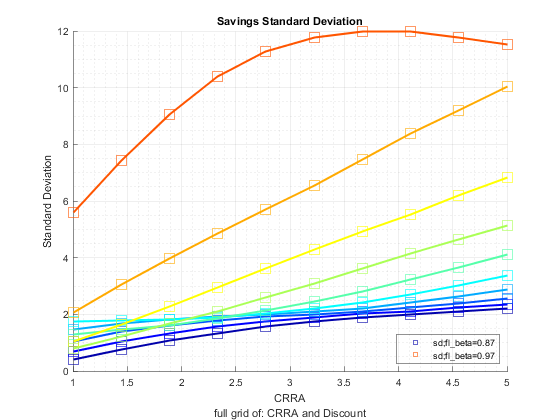 Savings Standard Deviation
12
10
8
6
4
2
0
Standard Deviation
1
1.5
2
2.5
3
3.5
4
4.5
5
sd;fl_beta=0.87
sd;fl_beta=0.97
CRRA
full grid of: CRRA and Discount